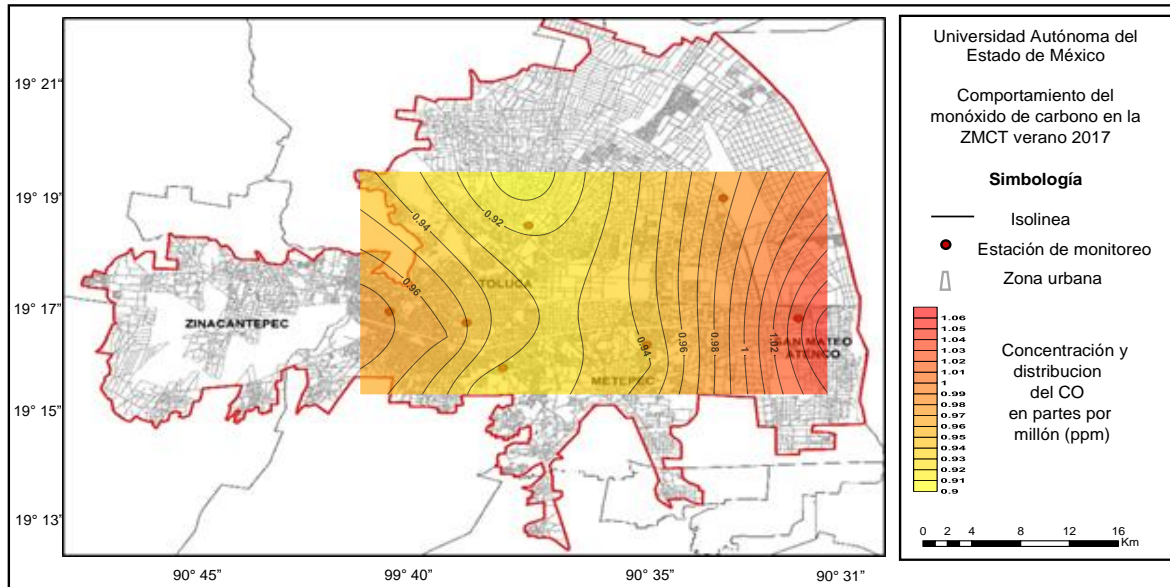 19° 21“
19° 19“
19° 17“
19° 15“
19° 13“
90° 45“
99° 40“
90° 35“
90° 31“
0.92
0.94
0.96
0.94
0.96
0.98
1
1.02
TOLUCA
ZINACANTEPEC
METEPEC
SAN MATEO
ATENCO
Universidad Autónoma del
Estado de México
Comportamiento del
monóxido de carbono en la
ZMCT verano 2017
Simbología
Isolinea
Estación de monitoreo
Zona urbana
1.06
1.05
1.04
1.03
1.02
1.01
1
0.99
0.98
0.97
0.96
0.95
0.94
0.93
0.92
0.91
0.9
Concentración y
distribucion
del CO
en partes por
millón (ppm)
0 2 4 8 12 16
Km